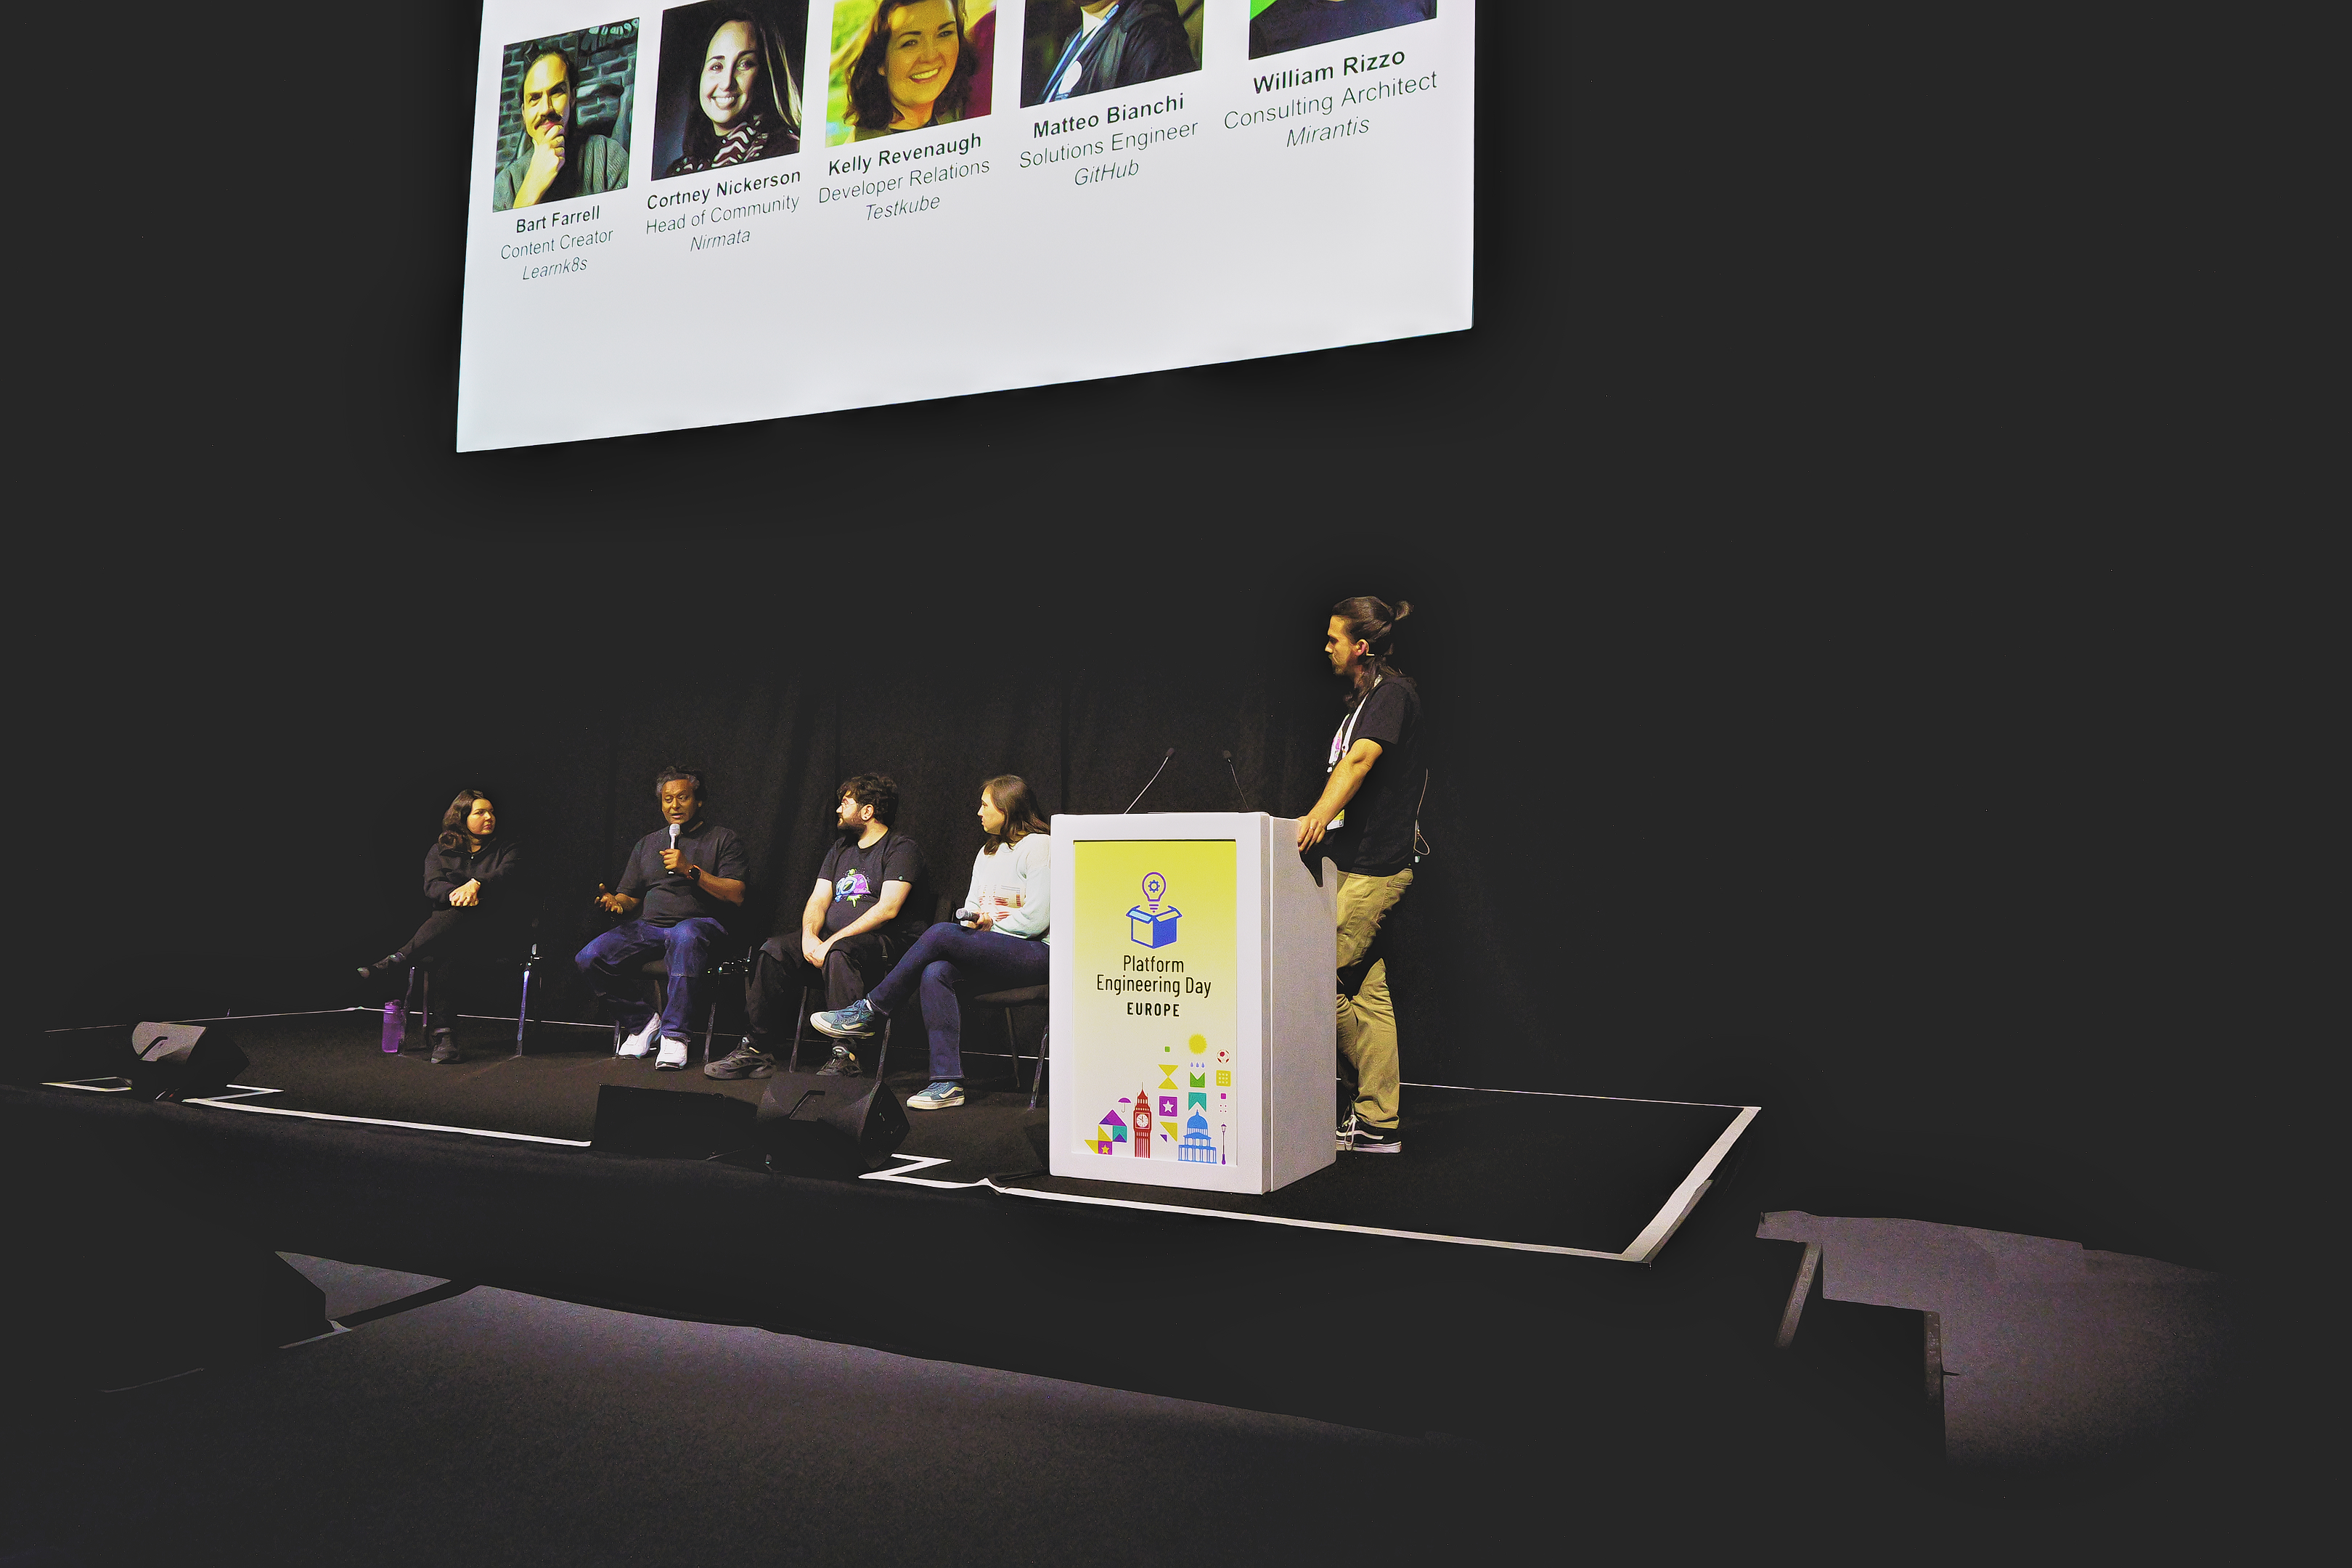 Bart Farrell
Content Creator
Learnk8s
Cortney Nickerson
Head of Community
Nirmata
Kelly Revenaugh
Developer Relations
Testkube
Matteo Bianchi
Solutions Engineer
GitHub
William Rizzo
Consulting Architect
Mirantis
Platform
Engineering Day
EUROPE